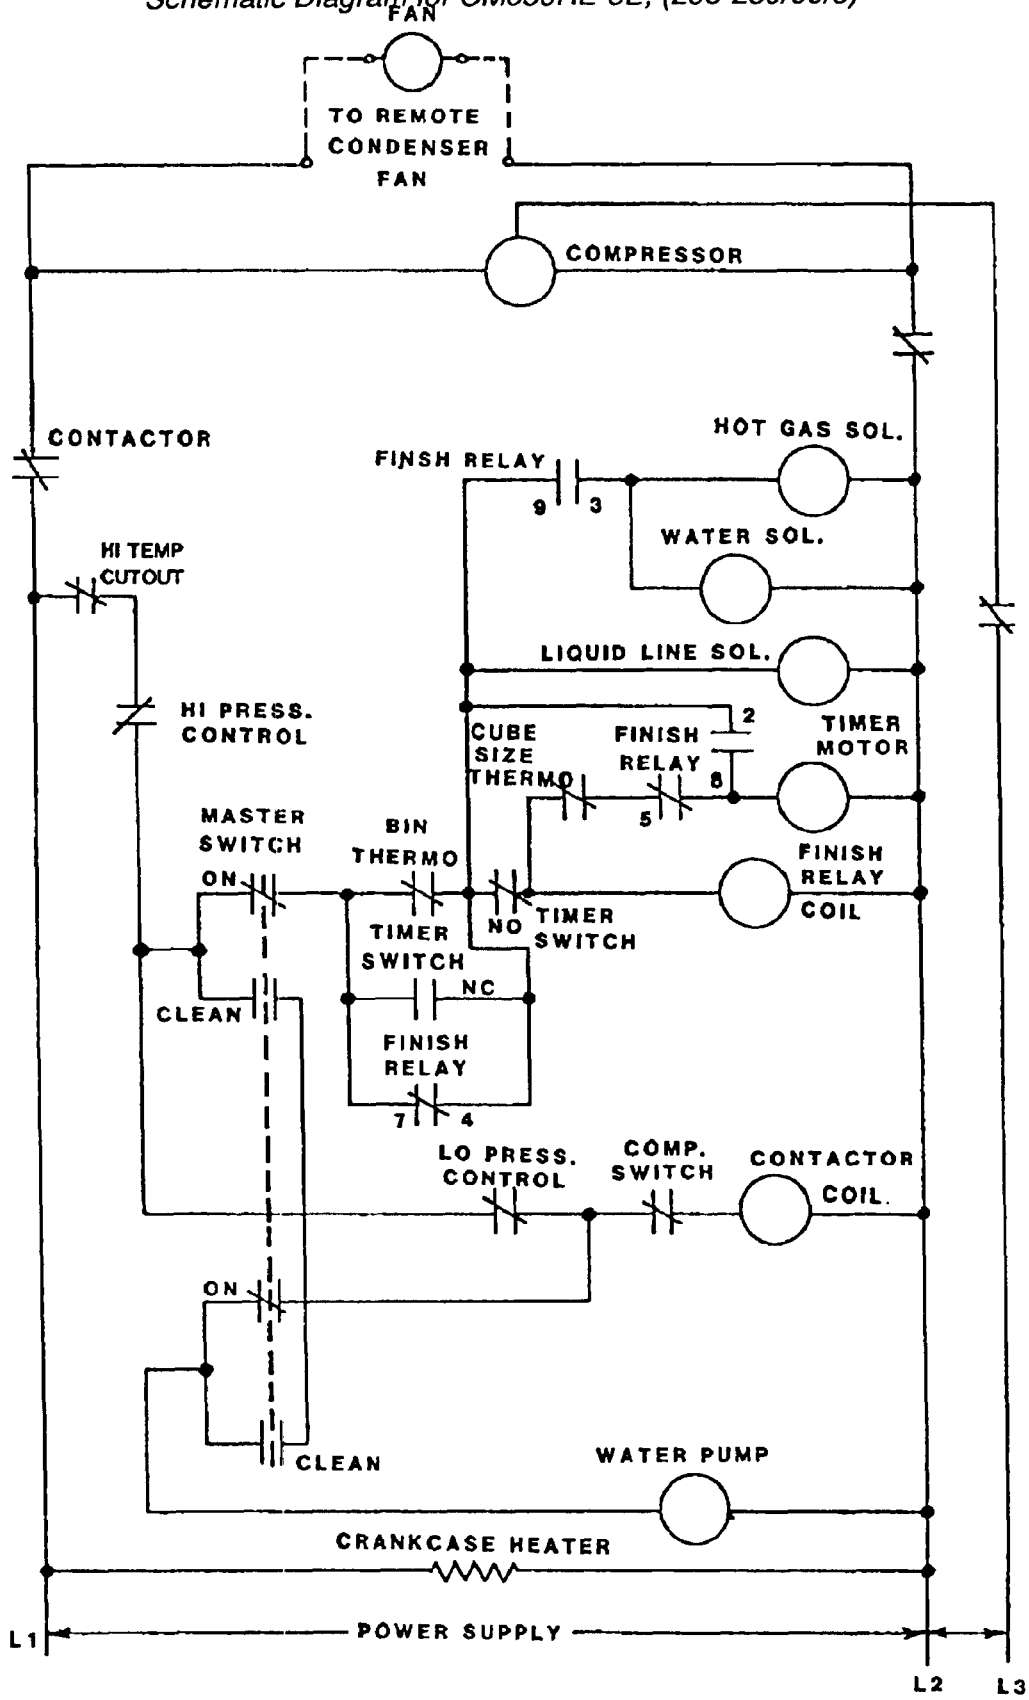 FAN
TO REMOTE
CONDENSER
FAN
COMPRESSOR
CONTACTOR
HOT GAS SOL.
FINSH RELAY
9 3
WATER SOL.
HI TEMP
CUTOUT
LIQUID LINE SOL.
HI PRESS.
CONTROL
2
CUBE
SIZE
THERMO
FINISH
RELAY
8
5
TIMER
MOTOR
MASTER
SWITCH
ON
BIN
THERMO
FINISH
RELAY
COIL
NO
TIMER
SWITCH
TIMER
SWITCH
NC
CLEAN
FINISH
RELAY
7 4
LO PRESS.
CONTROL
COMP.
SWITCH
CONTACTOR
COIL.
ON
CLEAN
WATER PUMP
CRANKCASE HEATER
L1
POWER SUPPLY
L2
L3